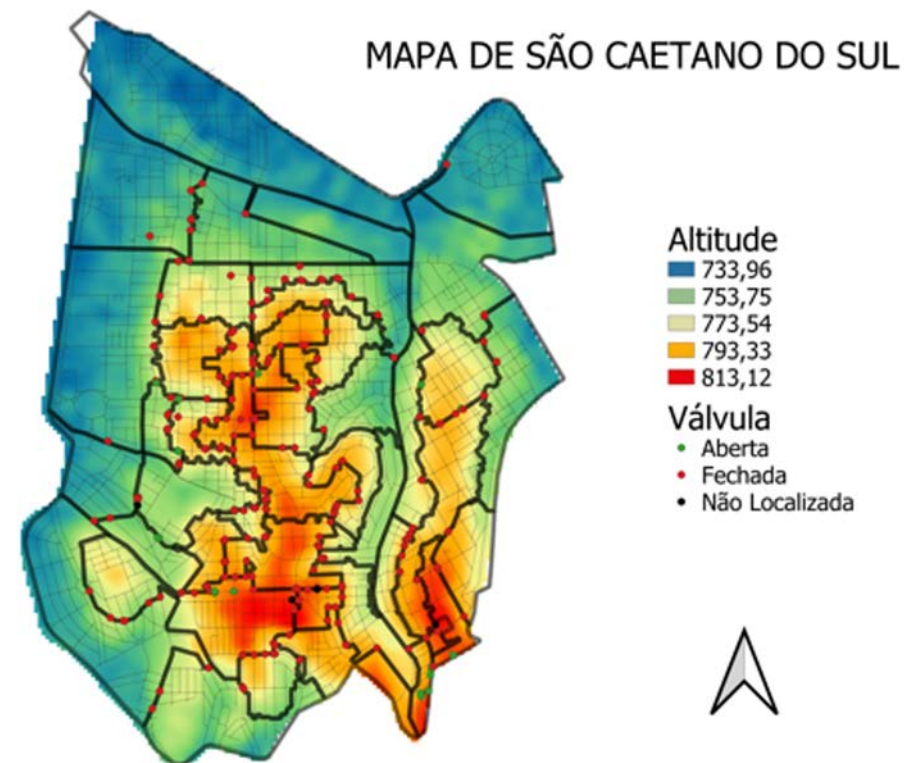 MAPA DE SÃO CAETANO DO SUL
Altitude
733,96
753,75
773,54
793,33
813,12
Válvula
Aberta
Fechada
Não Localizada